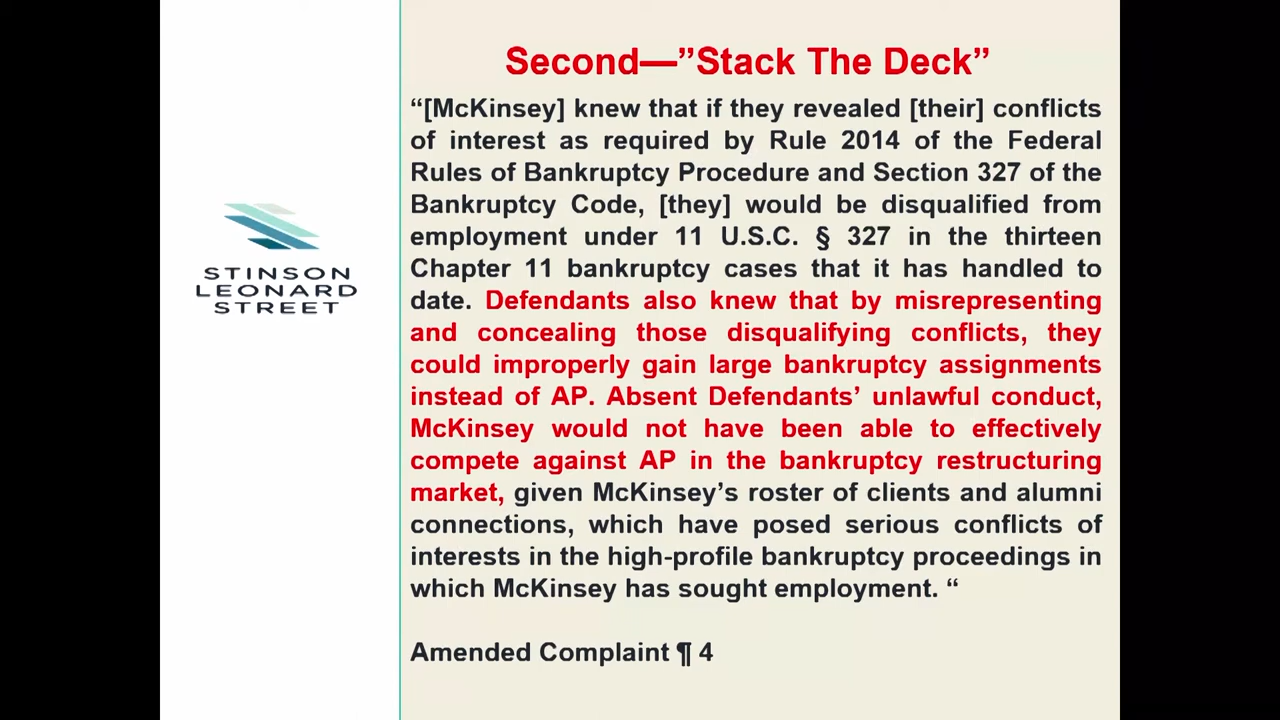 Second—”Stack The Deck”
“[McKinsey] knew that if they revealed [their] conflicts
of interest as required by Rule 2014 of the Federal
Rules of Bankruptcy Procedure and Section 327 of the
Bankruptcy Code, [they] would be disqualified from
employment under 11 U.S.C. § 327 in the thirteen
Chapter 11 bankruptcy cases that it has handled to
date. Defendants also knew that by misrepresenting
and concealing those disqualifying conflicts, they
could improperly gain large bankruptcy assignments
instead of AP. Absent Defendants’ unlawful conduct,
McKinsey would not have been able to effectively
compete against AP in the bankruptcy restructuring
market, given McKinsey’s roster of clients and alumni
connections, which have posed serious conflicts of
interests in the high-profile bankruptcy proceedings in
which McKinsey has sought employment. “
Amended Complaint ¶ 4
STINSON
LEONARD
STREET